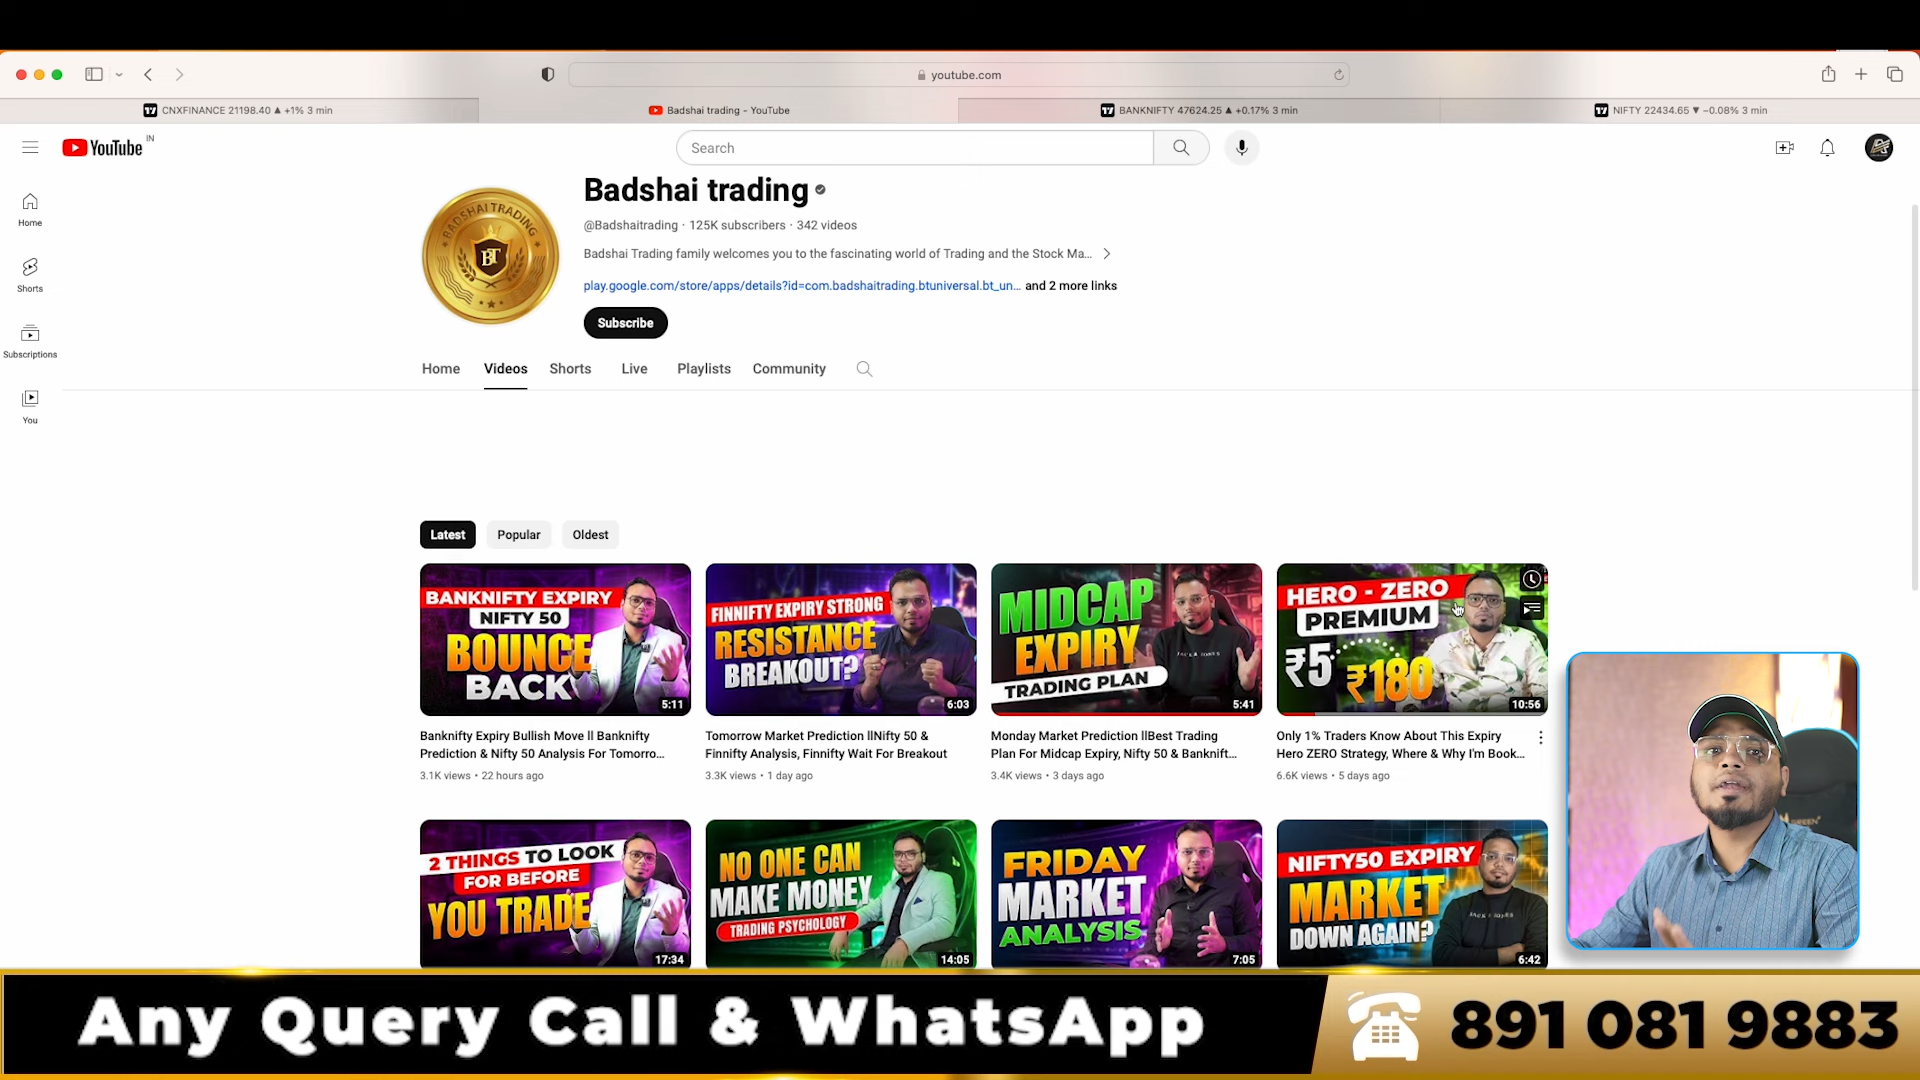 youtube.com
CNXFINANCE 21198.40 ▲ +1% 3 min
Badshai trading - YouTube
BANKNIFTY 47624.25 ▲ +0.17% 3 min
NIFTY 22434.65 ▼ −0.08% 3 min
YouTube IN
Search
Home
Shorts
Subscriptions
You
BADSHAI TRADING
BT
Badshai trading
@Badshaitrading · 125K subscribers · 342 videos
Badshai Trading family welcomes you to the fascinating world of Trading and the Stock Ma...
play.google.com/store/apps/details?id=com.badshaitrading.btuniversal.bt_un... and 2 more links
Subscribe
Home Videos Shorts Live Playlists Community
Latest Popular Oldest
BANKNIFTY EXPIRY
NIFTY 50
BOUNCE
BACK
5:11
Banknifty Expiry Bullish Move ll Banknifty
Prediction & Nifty 50 Analysis For Tomorro...
3.1K views • 22 hours ago
FINNIFTY EXPIRY STRONG
RESISTANCE
BREAKOUT?
6:03
Tomorrow Market Prediction llNifty 50 &
Finnifty Analysis, Finnifty Wait For Breakout
3.3K views • 1 day ago
MIDCAP
EXPIRY
TRADING PLAN
JACK & JONES
5:41
Monday Market Prediction llBest Trading
Plan For Midcap Expiry, Nifty 50 & Banknift...
3.4K views • 3 days ago
HERO - ZERO
PREMIUM
₹5 ₹180
10:56
Only 1% Traders Know About This Expiry
Hero ZERO Strategy, Where & Why I'm Book...
6.6K views • 5 days ago
2 THINGS TO LOOK
FOR BEFORE
YOU TRADE
17:34
NO ONE CAN
MAKE MONEY
TRADING PSYCHOLOGY
14:05
FRIDAY
MARKET
ANALYSIS
7:05
NIFTY50 EXPIRY
MARKET
DOWN AGAIN?
JACK & JONES
6:42
Any Query Call & WhatsApp
891 081 9883